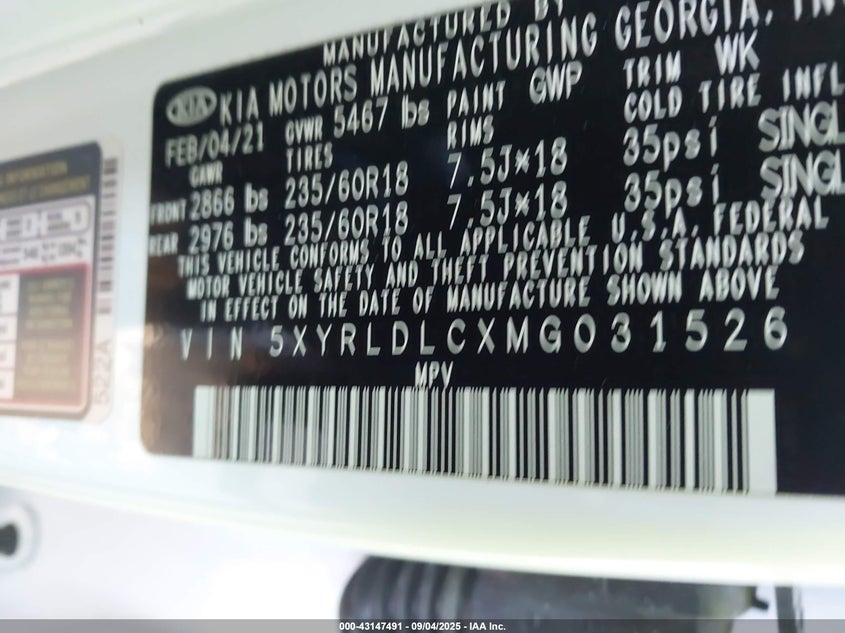 MANUFACTURED BY
KIA KIA MOTORS MANUFACTURING GEORGIA, IN
FEB/04/21 GVWR 5467 lbs PAINT GWP TRIM WK
GAWR TIRES RIMS COLD TIRE INFL
FRONT 2866 lbs 235/60R18 7.5J×18 35psi SINGL
REAR 2976 lbs 235/60R18 7.5J×18 35psi SINGL
THIS VEHICLE CONFORMS TO ALL APPLICABLE U.S.A. FEDERAL
MOTOR VEHICLE SAFETY AND THEFT PREVENTION STANDARDS
IN EFFECT ON THE DATE OF MANUFACTURE SHOWN ABOVE
VIN 5XYRLDLCXMG031526
MPV
522A
000-43147491 - 09/04/2025 - IAA Inc.